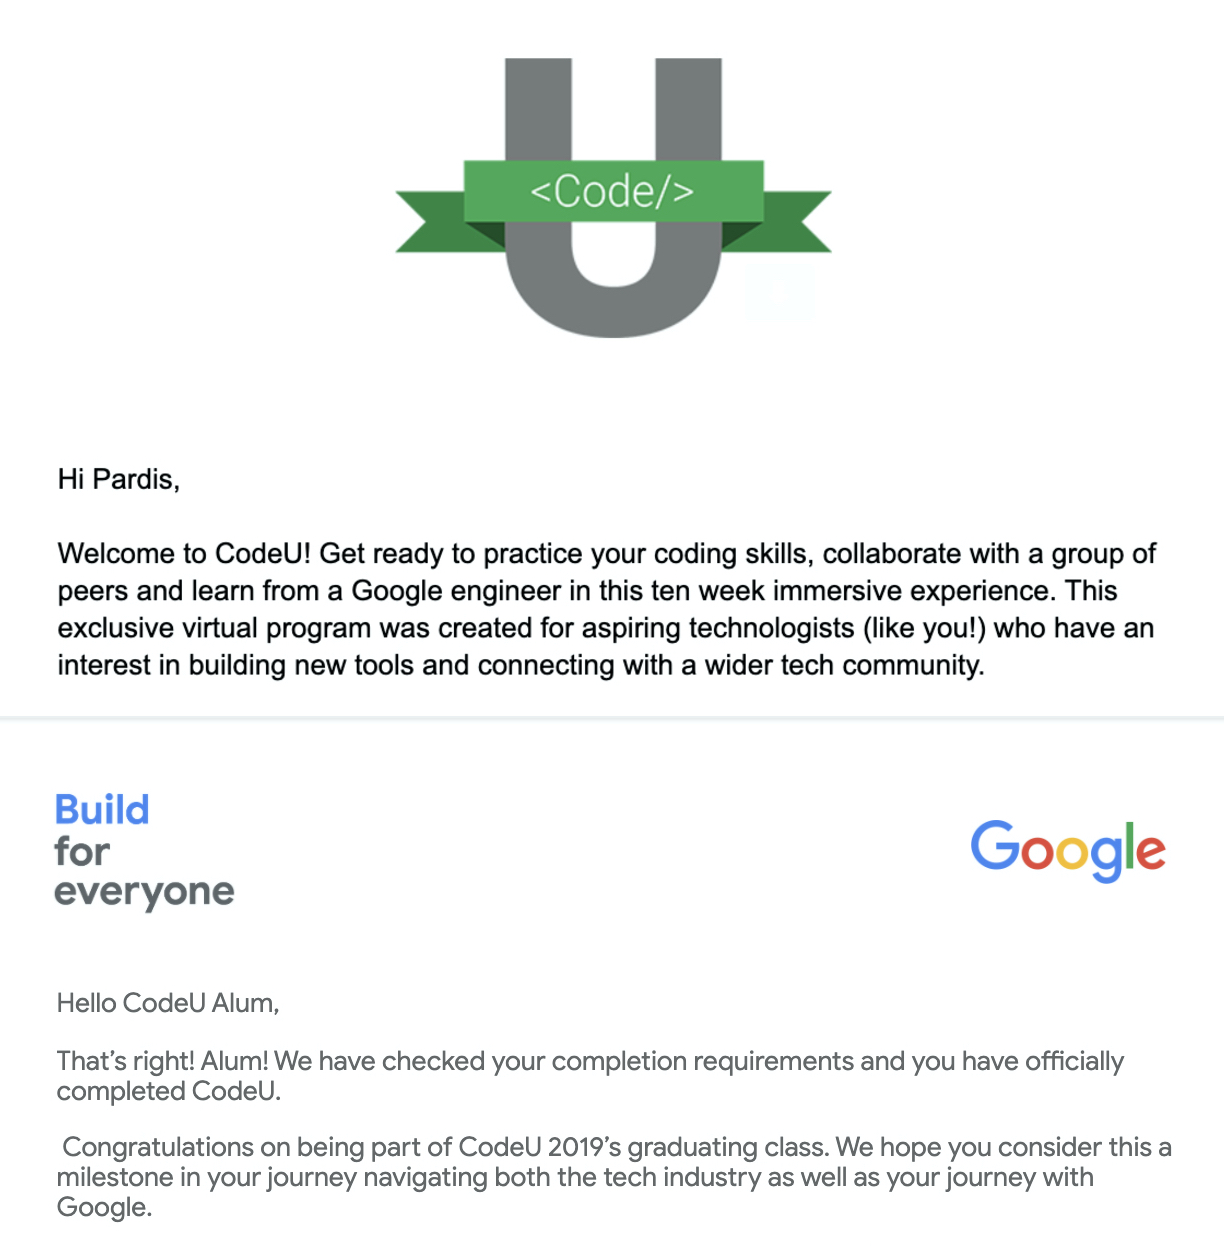 <Code/>
U
Hi Pardis,
Welcome to CodeU! Get ready to practice your coding skills, collaborate with a group of
peers and learn from a Google engineer in this ten week immersive experience. This
exclusive virtual program was created for aspiring technologists (like you!) who have an
interest in building new tools and connecting with a wider tech community.
Build
for
everyone
Google
Hello CodeU Alum,
That’s right! Alum! We have checked your completion requirements and you have officially
completed CodeU.
Congratulations on being part of CodeU 2019’s graduating class. We hope you consider this a
milestone in your journey navigating both the tech industry as well as your journey with
Google.